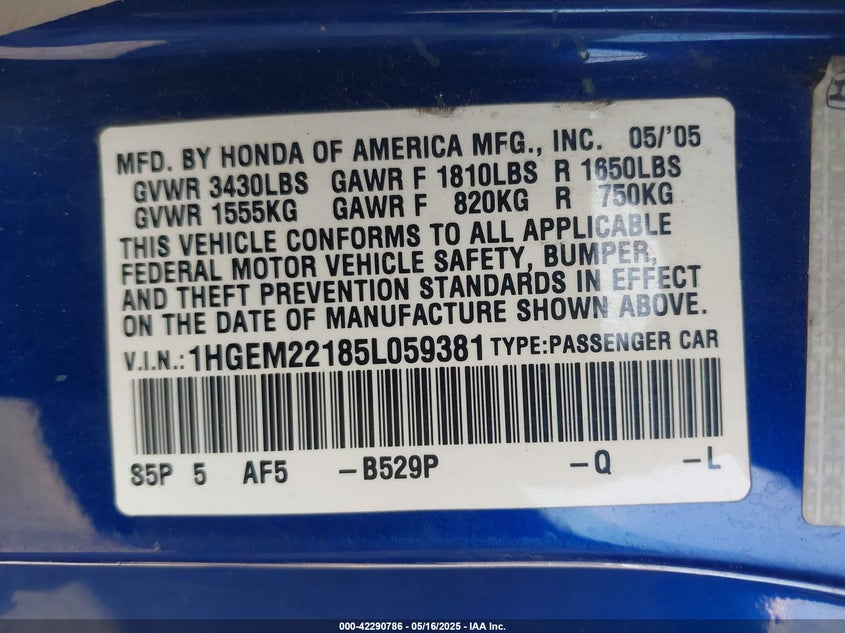 MFD. BY HONDA OF AMERICA MFG., INC. 05/'05
GVWR 3430LBS GAWR F 1810LBS R 1650LBS
GVWR 1555KG GAWR F 820KG R 750KG
THIS VEHICLE CONFORMS TO ALL APPLICABLE
FEDERAL MOTOR VEHICLE SAFETY, BUMPER,
AND THEFT PREVENTION STANDARDS IN EFFECT
ON THE DATE OF MANUFACTURE SHOWN ABOVE.
V.I.N.: 1HGEM22185L059381 TYPE:PASSENGER CAR
S5P 5 AF5 -B529P -Q -L
000-42290786 - 05/16/2025 - IAA Inc.